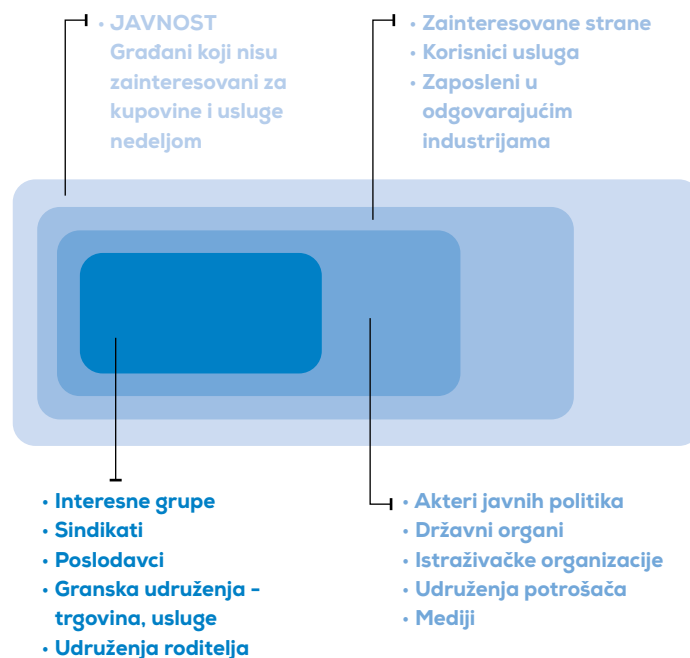 • JAVNOST
Građani koji nisu
zainteresovani za
kupovine i usluge
nedeljom
• Zainteresovane strane
• Korisnici usluga
• Zaposleni u
odgovarajućim
industrijama
• Interesne grupe
• Sindikati
• Poslodavci
• Granska udruženja -
trgovina, usluge
• Udruženja roditelja
• Akteri javnih politika
• Državni organi
• Istraživačke organizacije
• Udruženja potrošača
• Mediji